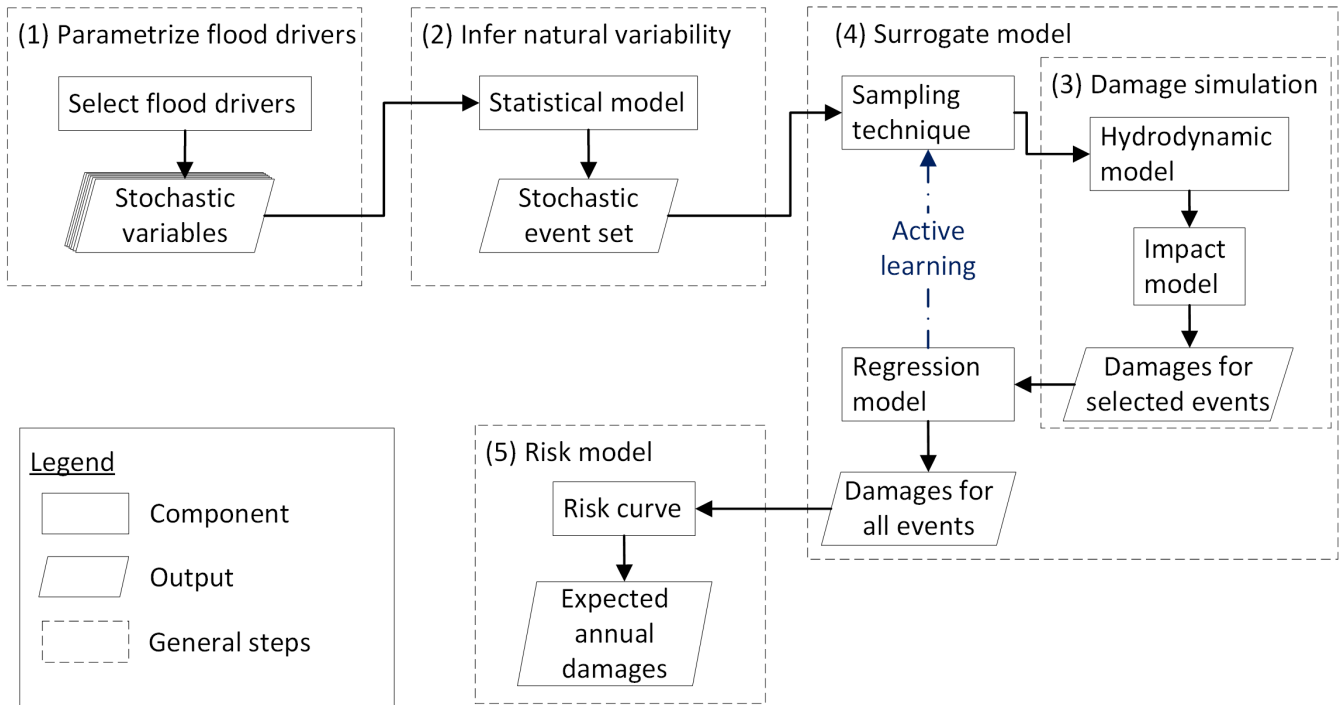 (1) Parametrize flood drivers
Select flood drivers
Stochastic
variables
(2) Infer natural variability
Statistical model
Stochastic
event set
(4) Surrogate model
Sampling
technique
(3) Damage simulation
Hydrodynamic
model
Impact
model
Damages for
selected events
Active
learning
Regression
model
Damages for
all events
(5) Risk model
Risk curve
Expected
annual
damages
Legend
Component
Output
General steps